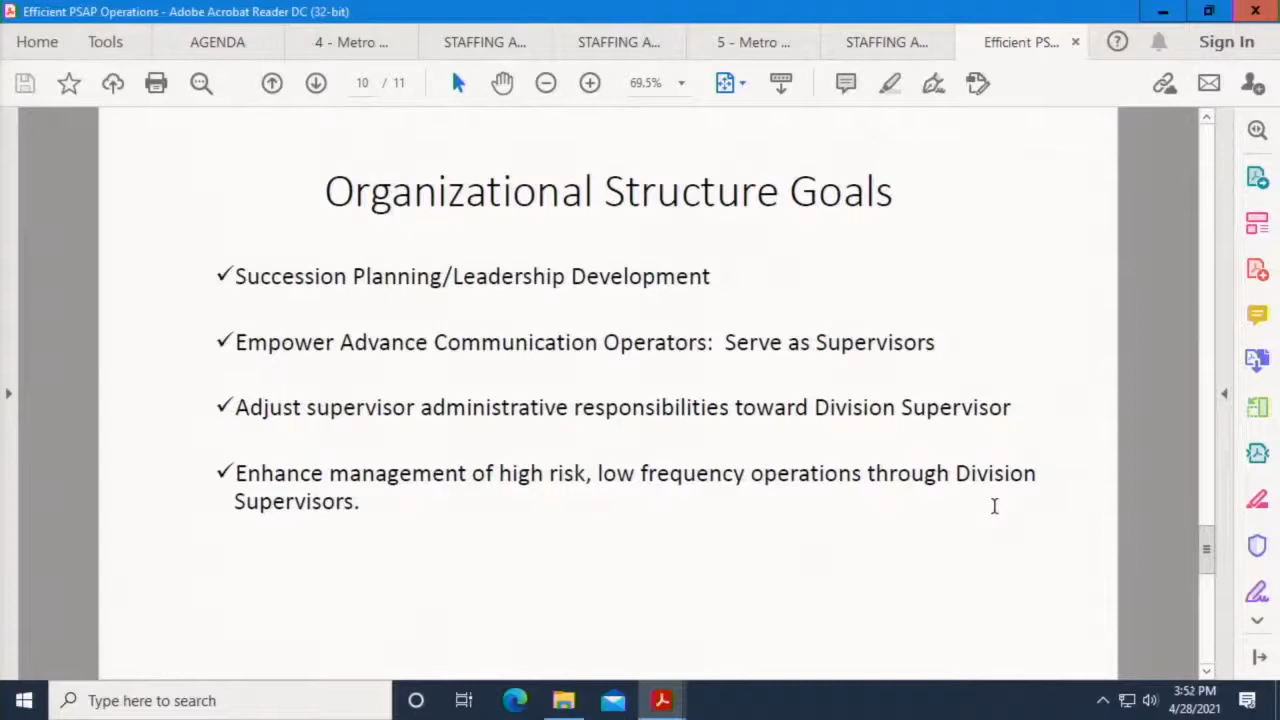 Efficient PSAP Operations - Adobe Acrobat Reader DC (32-bit)
Home Tools AGENDA 4 - Metro ... STAFFING A... STAFFING A... 5 - Metro ... STAFFING A... Efficient PS... Sign In
10 / 11 69.5%
Organizational Structure Goals
✓Succession Planning/Leadership Development
✓Empower Advance Communication Operators:  Serve as Supervisors
✓Adjust supervisor administrative responsibilities toward Division Supervisor
✓Enhance management of high risk, low frequency operations through Division
Supervisors.
Type here to search
3:52 PM
4/28/2021